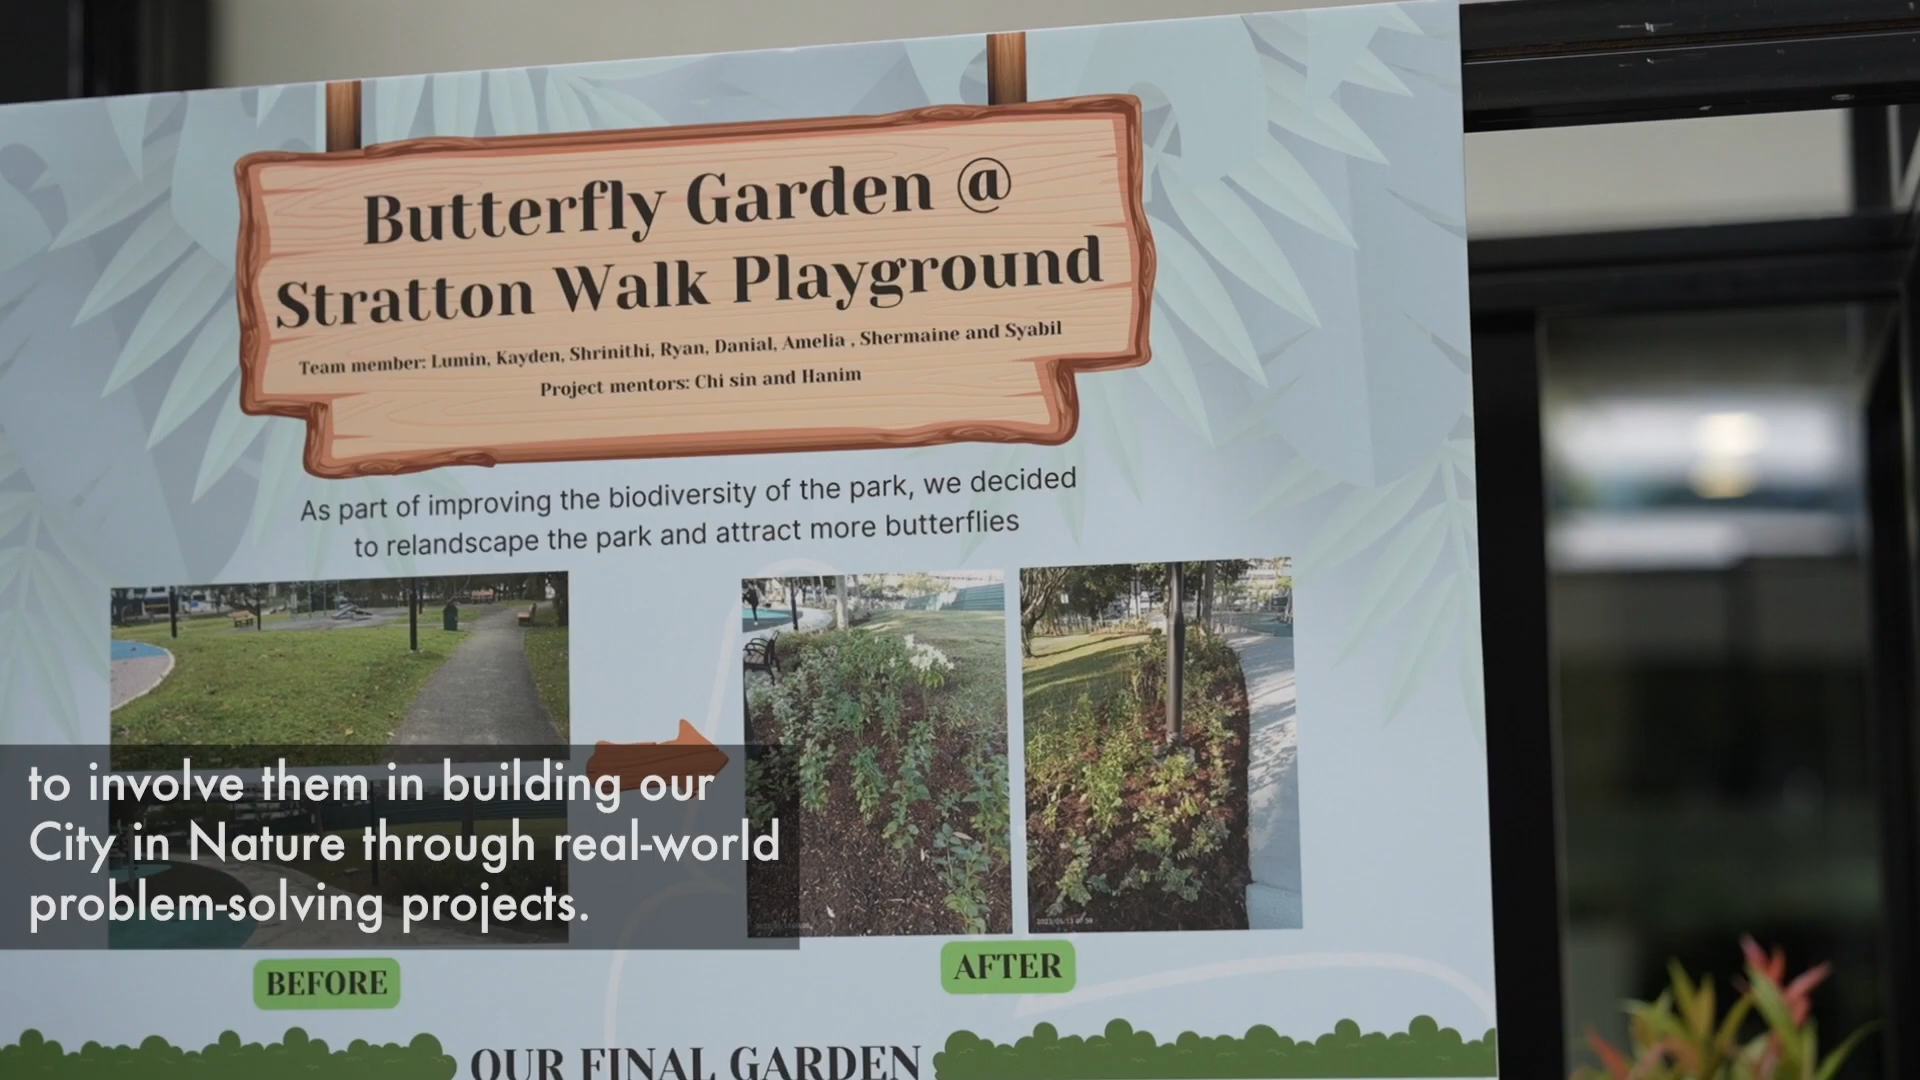 Butterfly Garden @
Stratton Walk Playground
Team member: Lumin, Kayden, Shrinithi, Ryan, Danial, Amelia , Shermaine and Syabil
Project mentors: Chi sin and Hanim
As part of improving the biodiversity of the park, we decided
to relandscape the park and attract more butterflies
to involve them in building our
City in Nature through real-world
problem-solving projects.
BEFORE
AFTER
OUR FINAL GARDEN